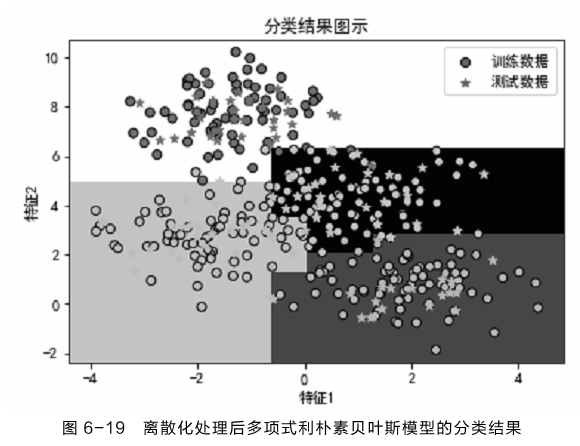 分类结果图示
训练数据
测试数据
10
8
6
4
2
0
-2
特征2
-4
-2
0
2
4
特征1
图 6-19 离散化处理后多项式利朴素贝叶斯模型的分类结果